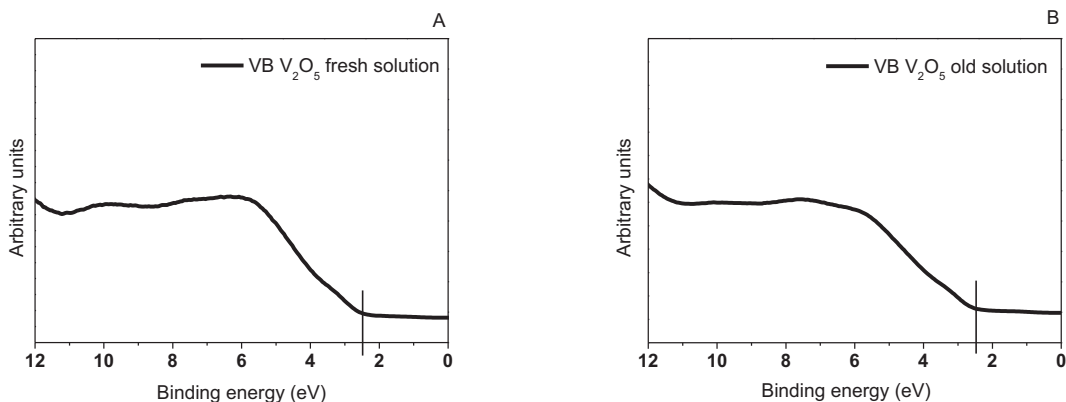 A
VB V₂O₅ fresh solution
Arbitrary units
12 10 8 6 4 2 0
Binding energy (eV)
B
VB V₂O₅ old solution
Arbitrary units
12 10 8 6 4 2 0
Binding energy (eV)